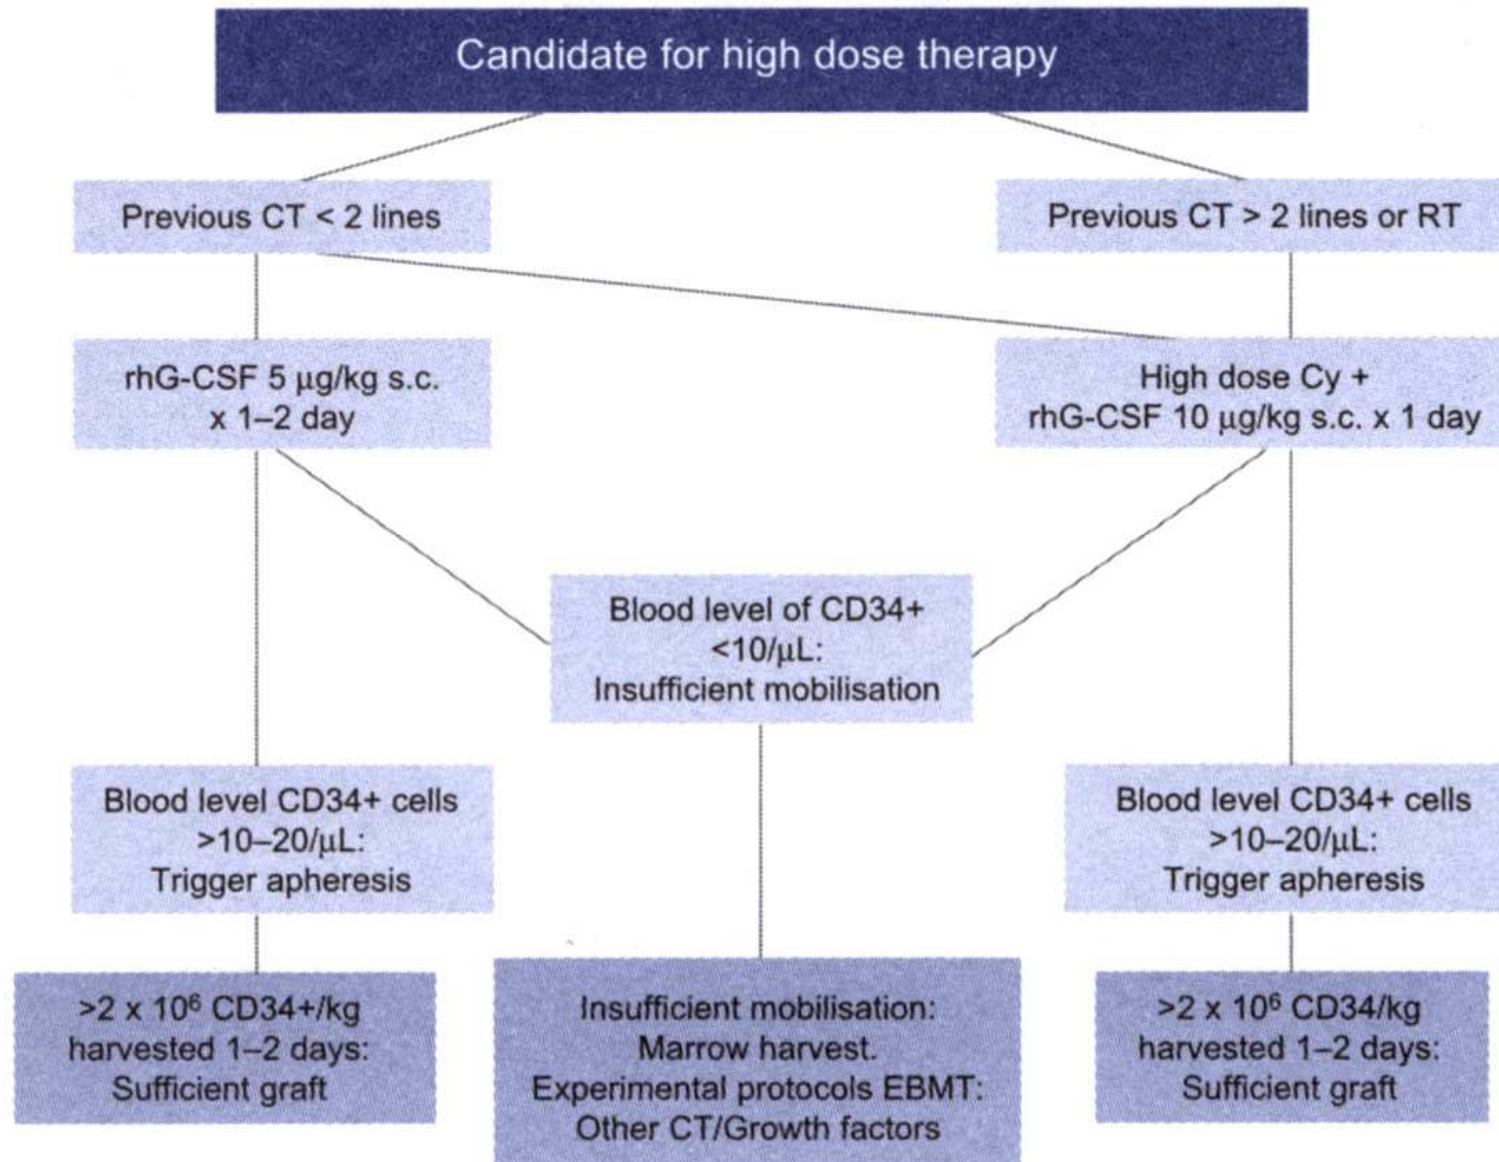 Candidate for high dose therapy
Previous CT < 2 lines
Previous CT > 2 lines or RT
rhG-CSF 5 μg/kg s.c.
x 1–2 day
High dose Cy +
rhG-CSF 10 μg/kg s.c. x 1 day
Blood level of CD34+
<10/μL:
Insufficient mobilisation
Blood level CD34+ cells
>10–20/μL:
Trigger apheresis
Blood level CD34+ cells
>10–20/μL:
Trigger apheresis
>2 x 10⁶ CD34+/kg
harvested 1–2 days:
Sufficient graft
Insufficient mobilisation:
Marrow harvest.
Experimental protocols EBMT:
Other CT/Growth factors
>2 x 10⁶ CD34/kg
harvested 1–2 days:
Sufficient graft